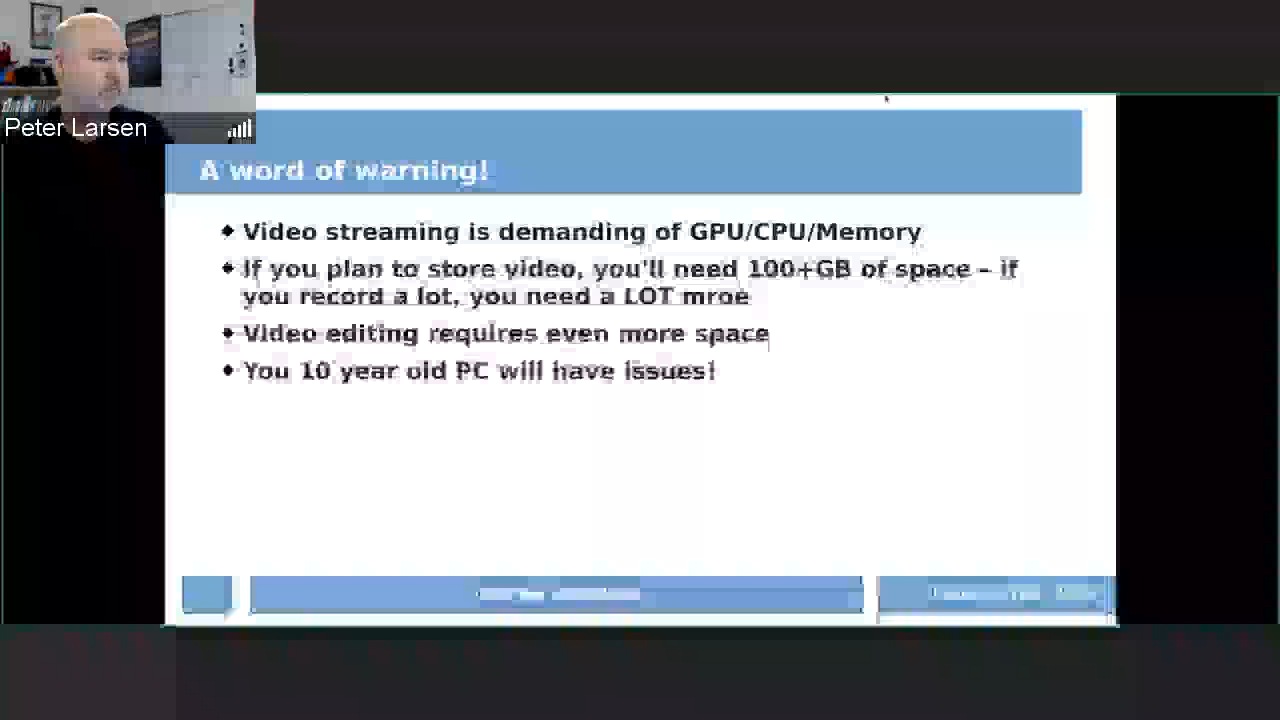 Peter Larsen
A word of warning!
Video streaming is demanding of GPU/CPU/Memory
If you plan to store video, you'll need 100+GB of space – if
you record a lot, you need a LOT mroe
Video editing requires even more space
You 10 year old PC will have issues!